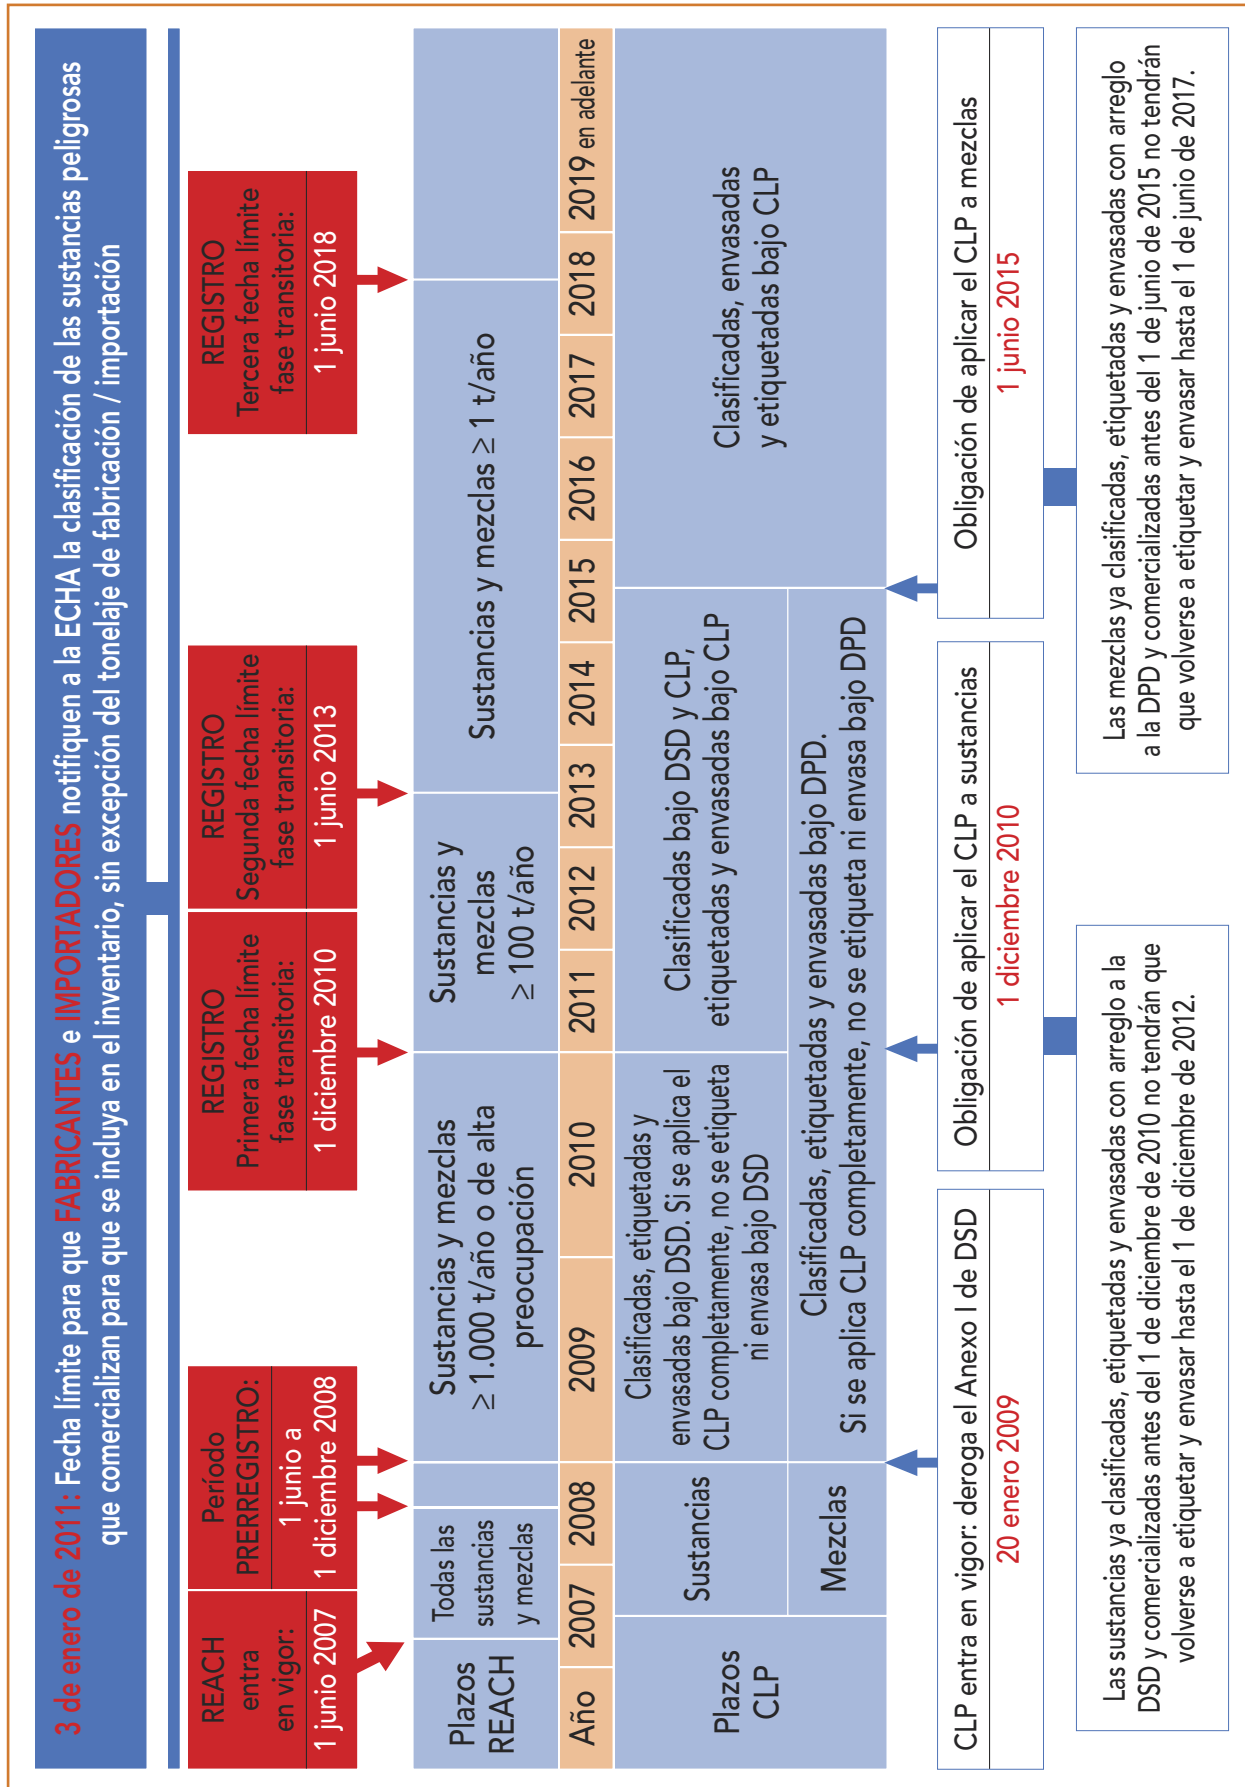 3 de enero de 2011: Fecha límite para que FABRICANTES e IMPORTADORES notifiquen a la ECHA la clasificación de las sustancias peligrosas
que comercializan para que se incluya en el inventario, sin excepción del tonelaje de fabricación / importación
REACH
entra
en vigor:
1 junio 2007
Período
PRERREGISTRO:
1 junio a
1 diciembre 2008
REGISTRO
Primera fecha límite
fase transitoria:
1 diciembre 2010
REGISTRO
Segunda fecha límite
fase transitoria:
1 junio 2013
REGISTRO
Tercera fecha límite
fase transitoria:
1 junio 2018
Plazos
REACH
Todas las
sustancias
y mezclas
Sustancias y mezclas
≥ 1.000 t/año o de alta
preocupación
Sustancias y
mezclas
≥ 100 t/año
Sustancias y mezclas ≥ 1 t/año
Año
2007
2008
2009
2010
2011
2012
2013
2014
2015
2016
2017
2018
2019 en adelante
Plazos
CLP
Sustancias
Clasificadas, etiquetadas y
envasadas bajo DSD. Si se aplica el
CLP completamente, no se etiqueta
ni envasa bajo DSD
Clasificadas bajo DSD y CLP,
etiquetadas y envasadas bajo CLP
Clasificadas, envasadas
y etiquetadas bajo CLP
Mezclas
Clasificadas, etiquetadas y envasadas bajo DPD.
Si se aplica CLP completamente, no se etiqueta ni envasa bajo DPD
CLP entra en vigor: deroga el Anexo I de DSD
20 enero 2009
Obligación de aplicar el CLP a sustancias
1 diciembre 2010
Obligación de aplicar el CLP a mezclas
1 junio 2015
Las sustancias ya clasificadas, etiquetadas y envasadas con arreglo a la
DSD y comercializadas antes del 1 de diciembre de 2010 no tendrán que
volverse a etiquetar y envasar hasta el 1 de diciembre de 2012.
Las mezclas ya clasificadas, etiquetadas y envasadas con arreglo
a la DPD y comercializadas antes del 1 de junio de 2015 no tendrán
que volverse a etiquetar y envasar hasta el 1 de junio de 2017.